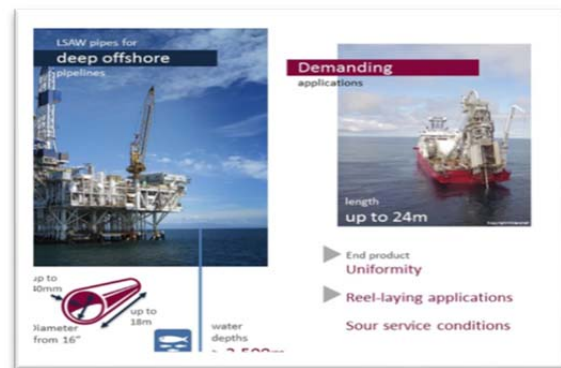 LSAW pipes for
deep offshore
pipelines
up to
40mm
Diameter
from 16"
up to
18m
water
depths
Demanding
applications
length
up to 24m
End product
Uniformity
Reel-laying applications
Sour service conditions